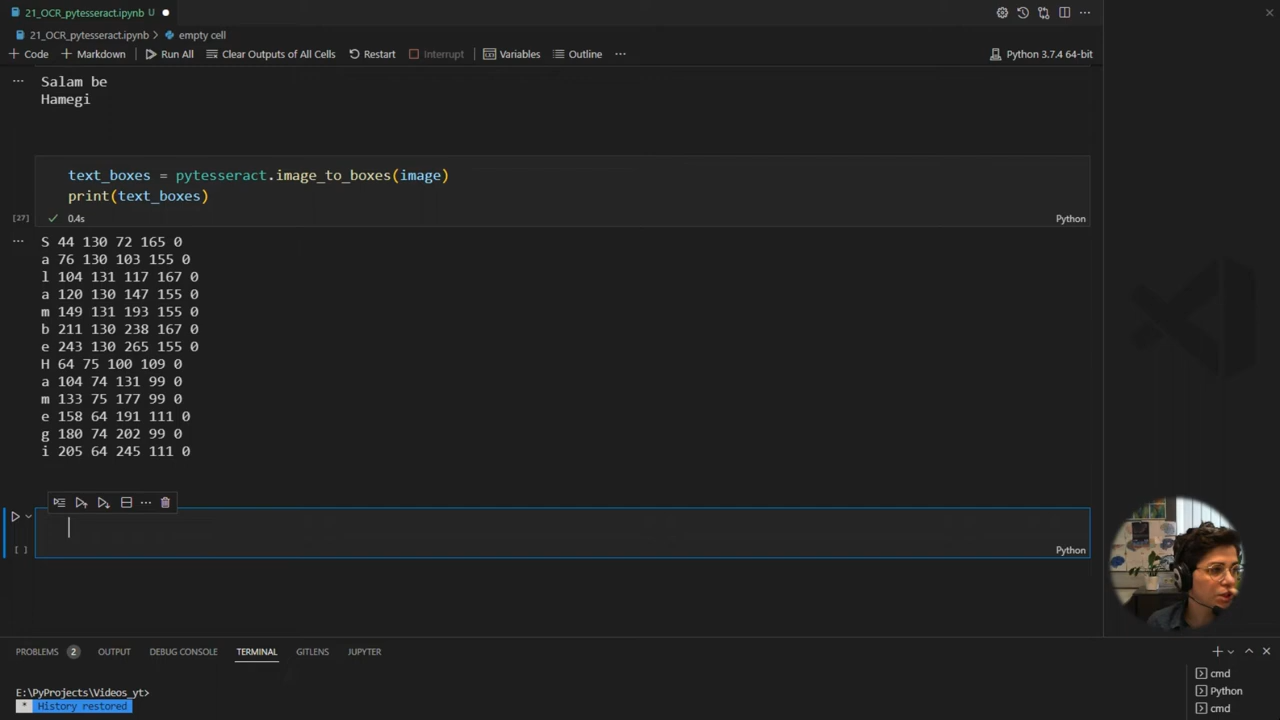 21_OCR_pytesseract.ipynb U
21_OCR_pytesseract.ipynb > empty cell
+ Code + Markdown Run All Clear Outputs of All Cells Restart Interrupt Variables Outline ... Python 3.7.4 64-bit
Salam be
Hamegi
text_boxes = pytesseract.image_to_boxes(image)
print(text_boxes)
[27] ✓ 0.4s Python
S 44 130 72 165 0
a 76 130 103 155 0
l 104 131 117 167 0
a 120 130 147 155 0
m 149 131 193 155 0
b 211 130 238 167 0
e 243 130 265 155 0
H 64 75 100 109 0
a 104 74 131 99 0
m 133 75 177 99 0
e 158 64 191 111 0
g 180 74 202 99 0
i 205 64 245 111 0
[ ] Python
PROBLEMS 2 OUTPUT DEBUG CONSOLE TERMINAL GITLENS JUPYTER
E:\PyProjects\Videos_yt>
* History restored
cmd
Python
cmd